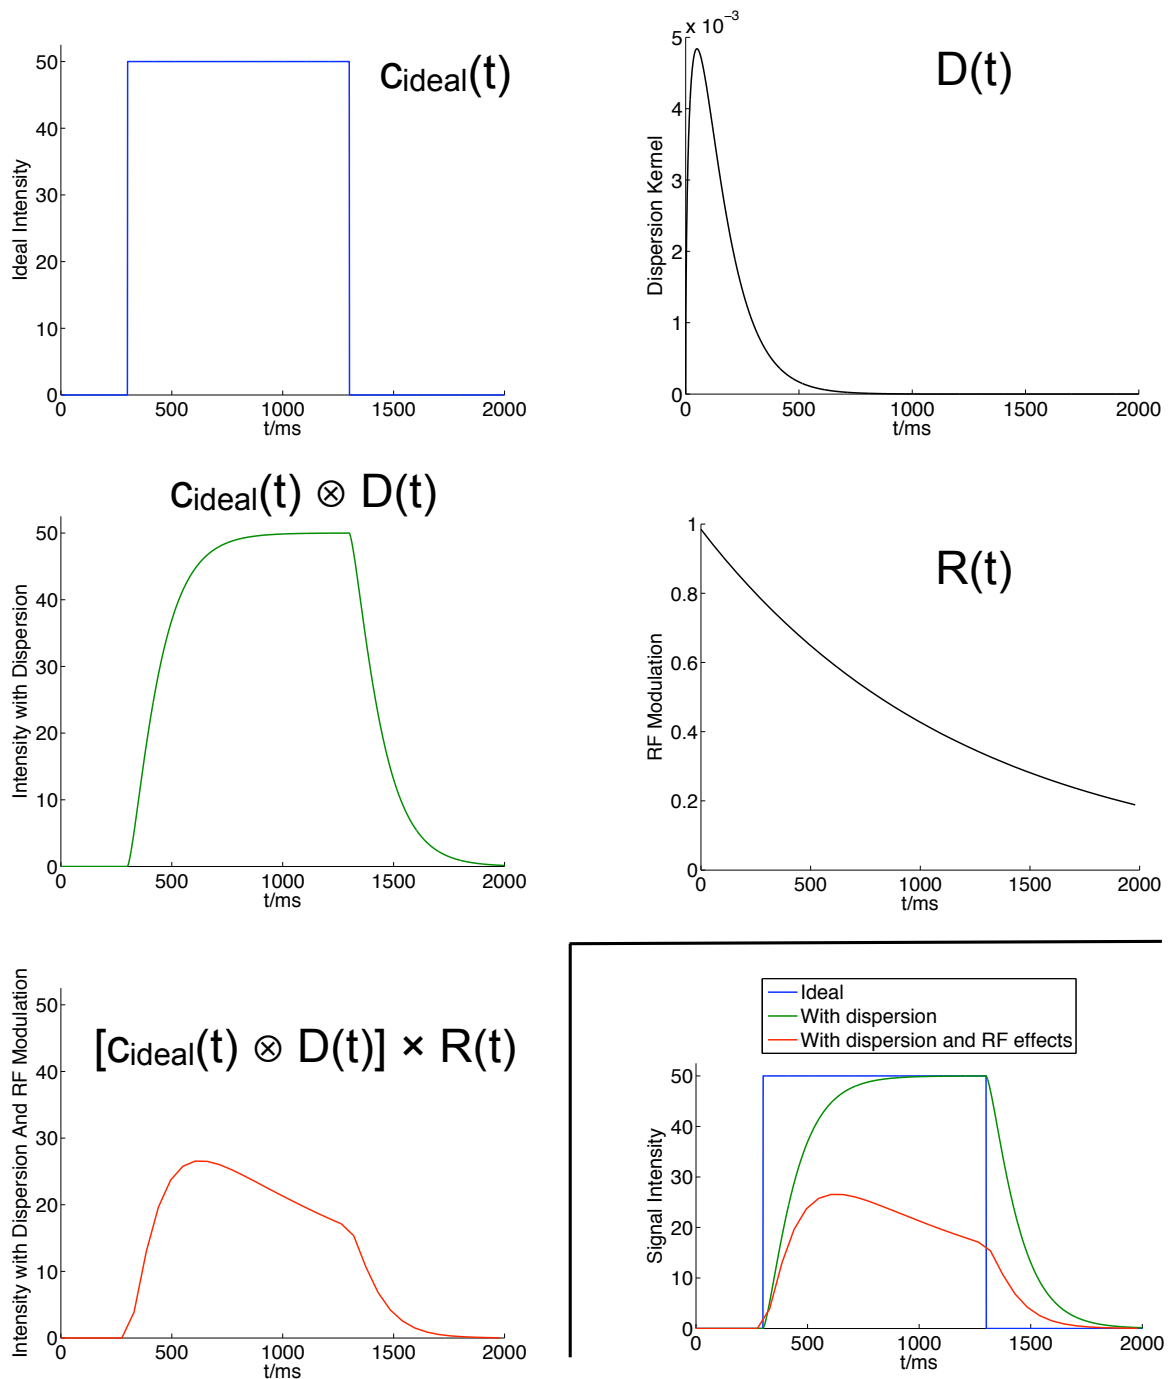 cideal(t)
50
40
30
20
10
0
Ideal Intensity
0 500 1000 1500 2000
t/ms
x 10⁻³
D(t)
5
4
3
2
1
0
Dispersion Kernel
0 500 1000 1500 2000
t/ms
cideal(t) ⊗ D(t)
50
40
30
20
10
0
Intensity with Dispersion
0 500 1000 1500 2000
t/ms
R(t)
1
0.8
0.6
0.4
0.2
0
RF Modulation
0 500 1000 1500 2000
t/ms
[cideal(t) ⊗ D(t)] × R(t)
50
40
30
20
10
0
Intensity with Dispersion And RF Modulation
0 500 1000 1500 2000
t/ms
Ideal
With dispersion
With dispersion and RF effects
50
40
30
20
10
0
Signal Intensity
0 500 1000 1500 2000
t/ms